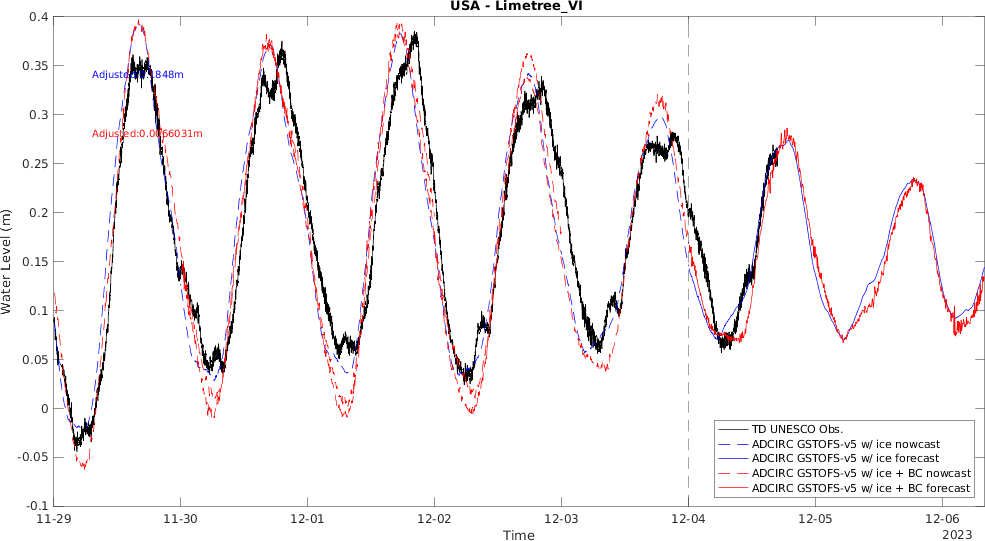 USA - Limetree_VI
Water Level (m)
0.4
0.35
0.3
0.25
0.2
0.15
0.1
0.05
0
-0.05
-0.1
Adjusted: 1848m
Adjusted:0.0066031m
TD UNESCO Obs.
ADCIRC GSTOFS-v5 w/ ice nowcast
ADCIRC GSTOFS-v5 w/ ice forecast
ADCIRC GSTOFS-v5 w/ ice + BC nowcast
ADCIRC GSTOFS-v5 w/ ice + BC forecast
11-29 11-30 12-01 12-02 12-03 12-04 12-05 12-06
Time
2023